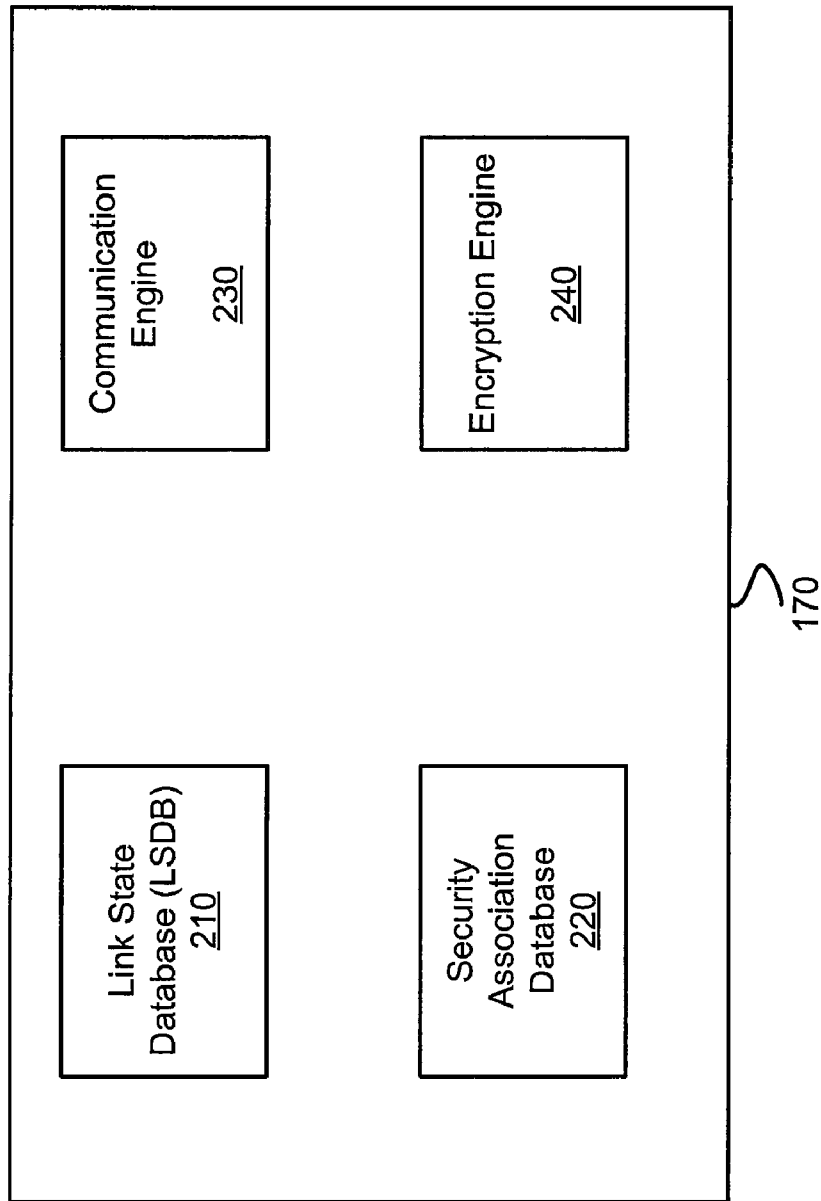 Link State
Database (LSDB)
210
Communication
Engine
230
Security
Association
Database
220
Encryption Engine
240
170